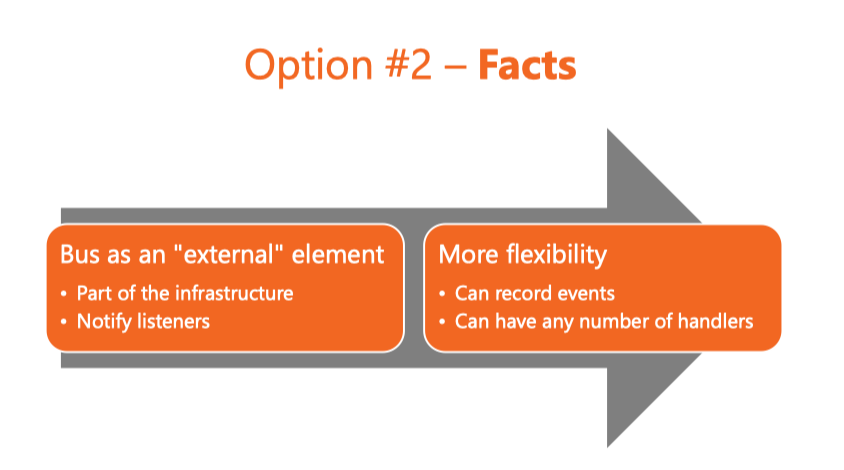 Option #2 – Facts
Bus as an "external" element
• Part of the infrastructure
• Notify listeners
More flexibility
• Can record events
• Can have any number of handlers